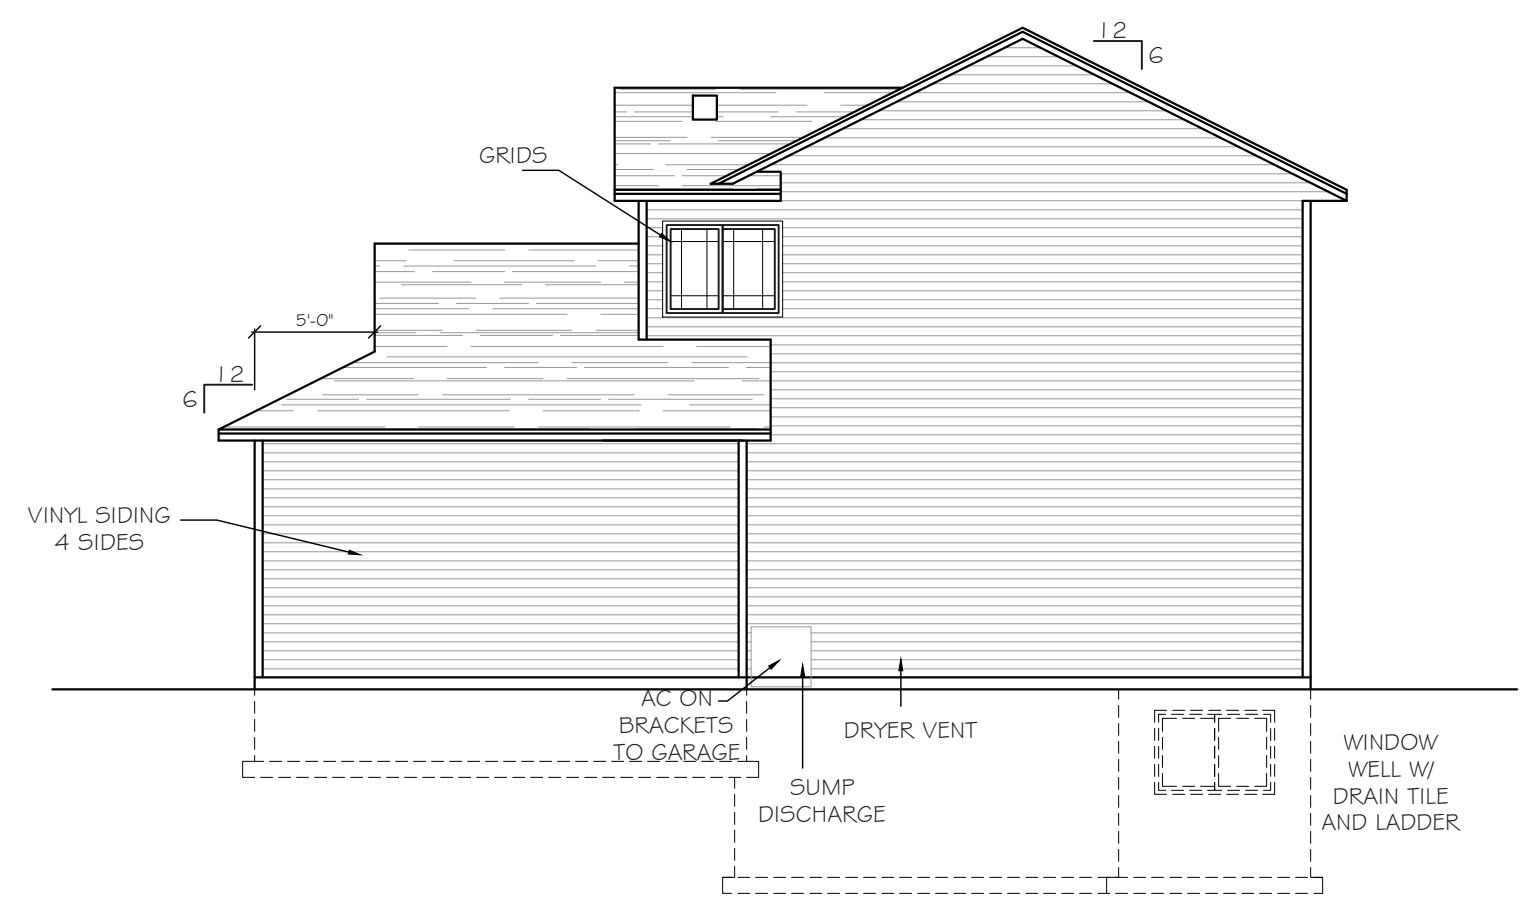 12
6
GRIDS
5'-0"
12
6
VINYL SIDING
4 SIDES
AC ON
BRACKETS
TO GARAGE
DRYER VENT
SUMP
DISCHARGE
WINDOW
WELL W/
DRAIN TILE
AND LADDER